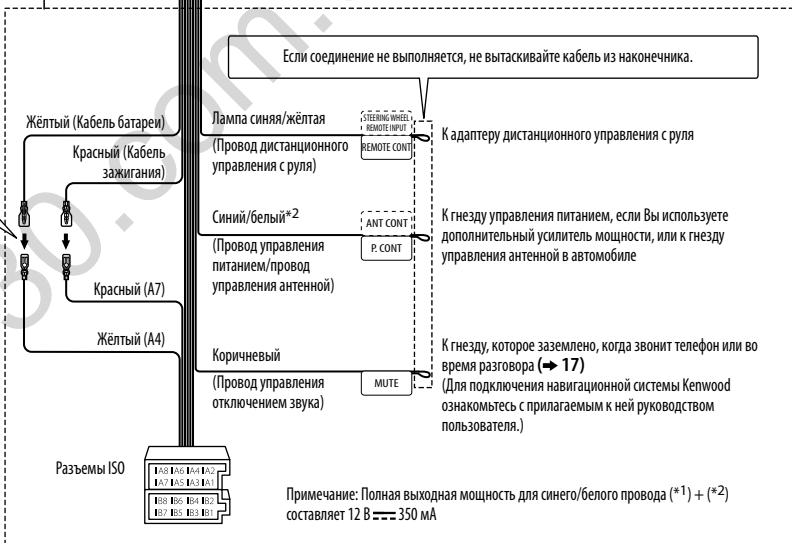 Если соединение не выполняется, не вытаскивайте кабель из наконечника.
Жёлтый (Кабель батареи)
Красный (Кабель
зажигания)
Лампа синяя/жёлтая
(Провод дистанционного
управления с руля)
STEERING WHEEL
REMOTE INPUT
REMOTE CONT
К адаптеру дистанционного управления с руля
Синий/белый*2
(Провод управления
питанием/провод
управления антенной)
ANT CONT
P. CONT
К гнезду управления питанием, если Вы используете
дополнительный усилитель мощности, или к гнезду
управления антенной в автомобиле
Красный (A7)
Жёлтый (A4)
Коричневый
(Провод управления
отключением звука)
MUTE
К гнезду, которое заземлено, когда звонит телефон или во
время разговора (➜ 17)
(Для подключения навигационной системы Kenwood
ознакомьтесь с прилагаемым к ней руководством
пользователя.)
Разъемы ISO
A8 A6 A4 A2
A7 A5 A3 A1
B8 B6 B4 B2
B7 B5 B3 B1
Примечание: Полная выходная мощность для синего/белого провода (*1) + (*2)
составляет 12 В 350 мА